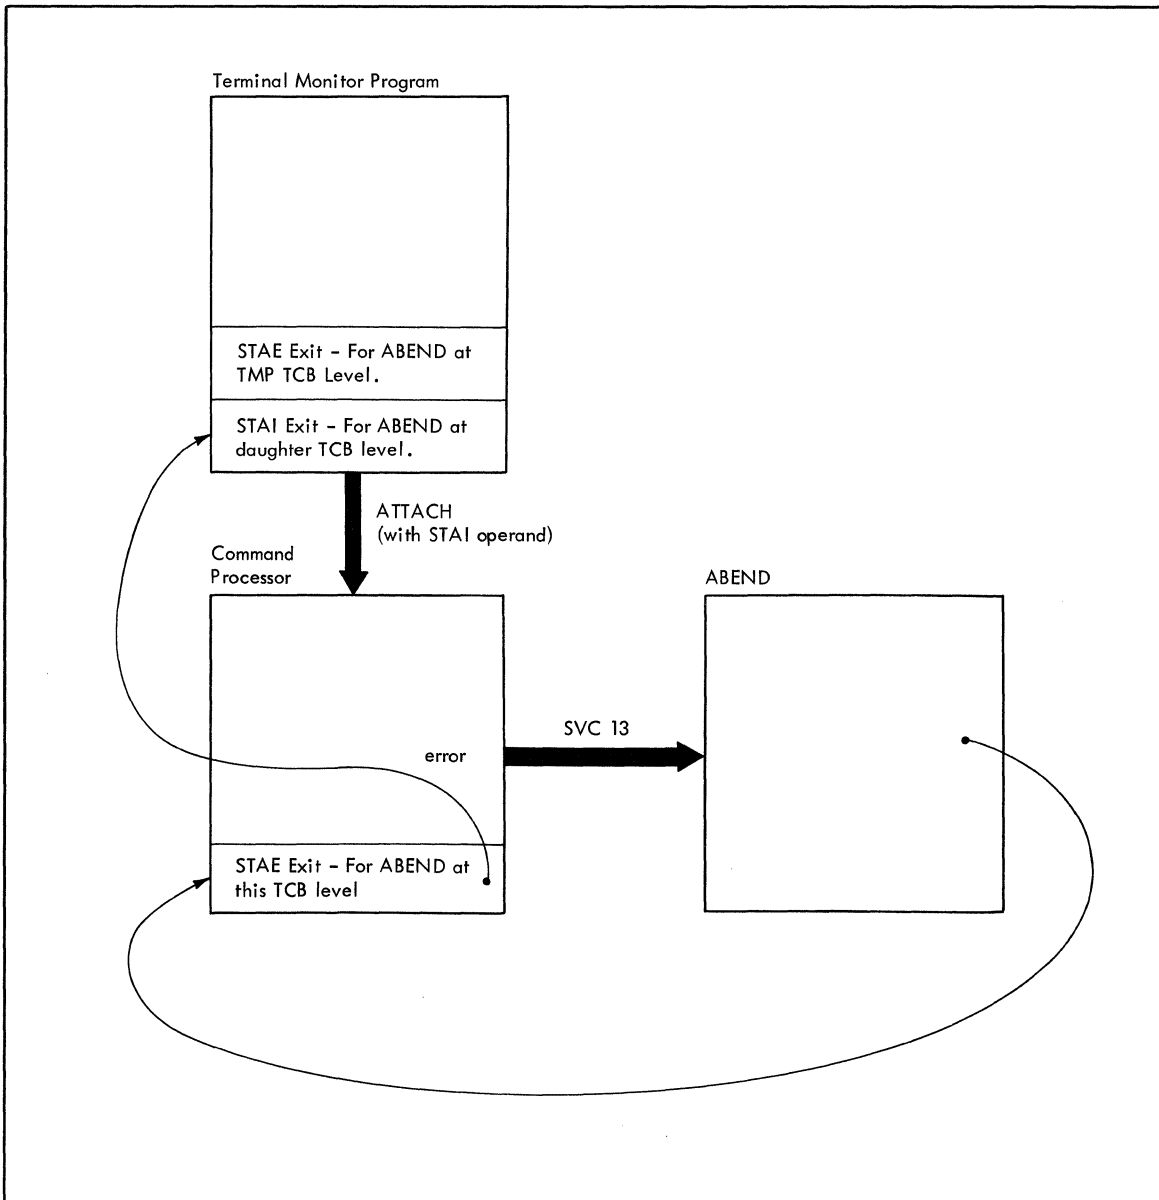 Terminal Monitor Program
STAE Exit - For ABEND at
TMP TCB Level.
STAI Exit - For ABEND at
daughter TCB level.
ATTACH
(with STAI operand)
Command
Processor
ABEND
SVC 13
error
STAE Exit - For ABEND at
this TCB level